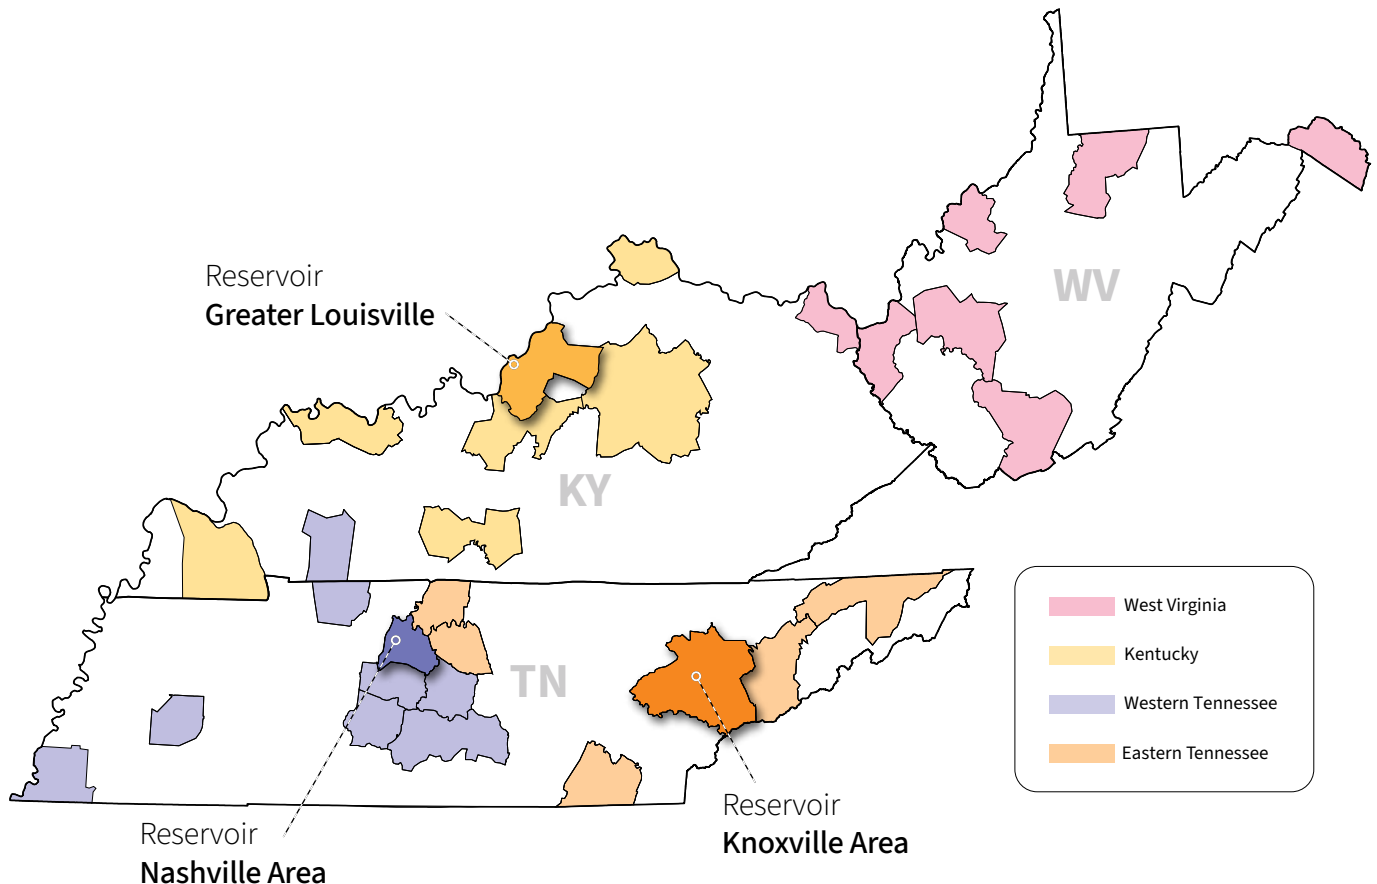 WV
Reservoir
Greater Louisville
KY
West Virginia
Kentucky
Western Tennessee
Eastern Tennessee
TN
Reservoir
Knoxville Area
Reservoir
Nashville Area